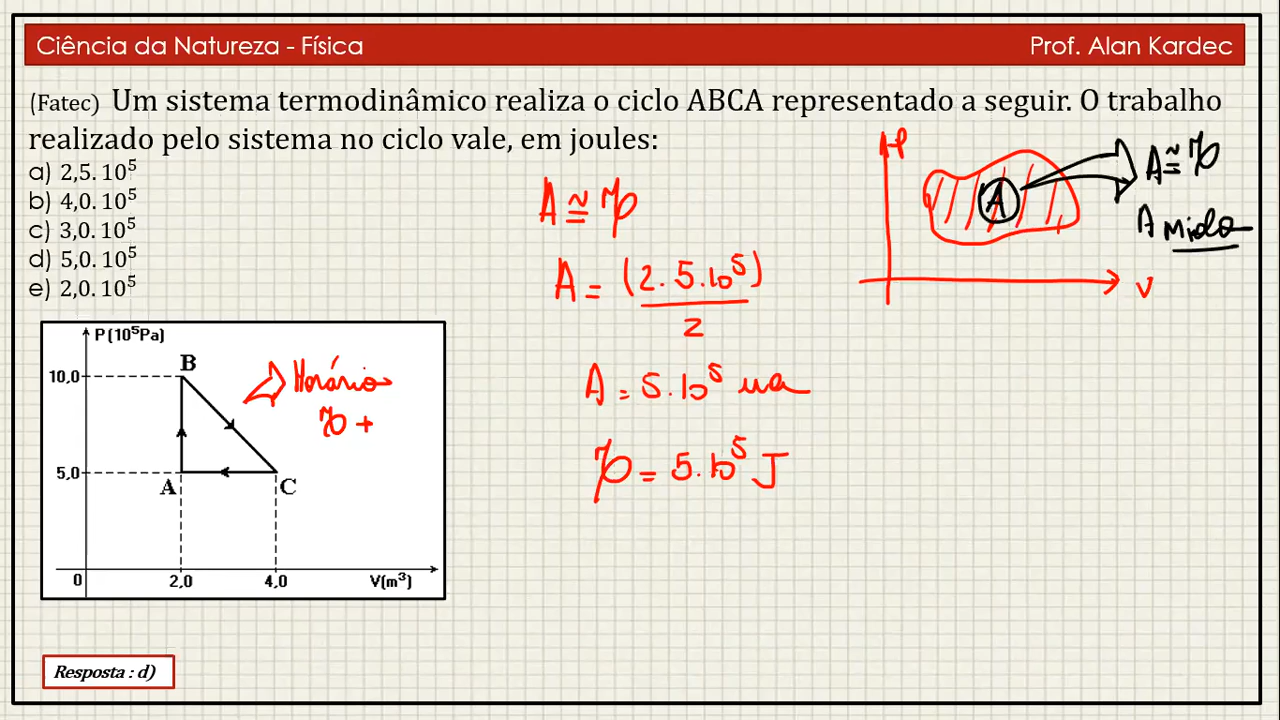 Ciência da Natureza - Física
Prof. Alan Kardec
(Fatec) Um sistema termodinâmico realiza o ciclo ABCA representado a seguir. O trabalho
realizado pelo sistema no ciclo vale, em joules:
a) 2,5. 10⁵
b) 4,0. 10⁵
c) 3,0. 10⁵
d) 5,0. 10⁵
e) 2,0. 10⁵
P(10⁵Pa)
10,0
5,0
0
2,0
4,0
V(m³)
B
A
C
Horário
𝒵 +
A ≅ 𝒵
A = (2. 5. 10⁵)
2
A = 5. 10⁵ ua
𝒵 = 5. 10⁵ J
P
A
V
A ≅ 𝒵
Resposta : d)